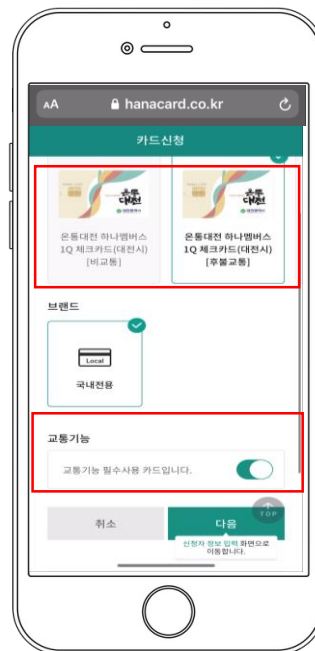 AA hanacard.co.kr
카드신청
온통대전
온통대전
온통대전 하나멤버스
1Q 체크카드(대전시)
[비교통]
온통대전 하나멤버스
1Q 체크카드(대전시)
[후불교통]
브랜드
Local
국내전용
교통기능
교통기능 필수사용 카드입니다.
TOP
취소
다음
신청자 정보 입력 화면으로
이동합니다.